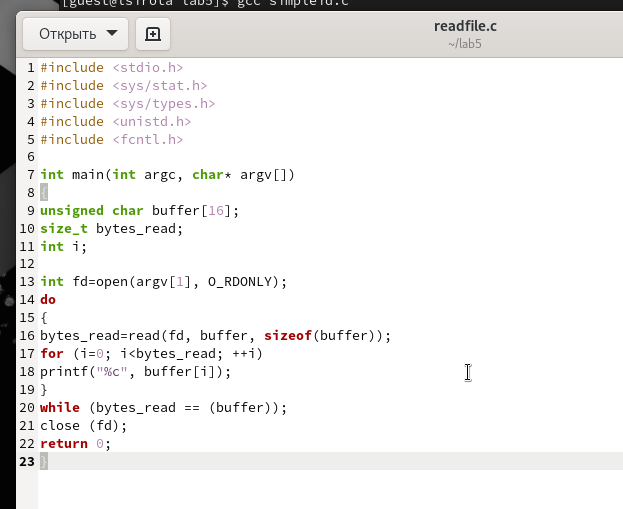 [guest@tsirota lab5]$ gcc simpleid.c
Открыть
readfile.c
~/lab5
1 #include <stdio.h>
2 #include <sys/stat.h>
3 #include <sys/types.h>
4 #include <unistd.h>
5 #include <fcntl.h>
6
7 int main(int argc, char* argv[])
8 {
9 unsigned char buffer[16];
10 size_t bytes_read;
11 int i;
12
13 int fd=open(argv[1], O_RDONLY);
14 do
15 {
16 bytes_read=read(fd, buffer, sizeof(buffer));
17 for (i=0; i<bytes_read; ++i)
18 printf("%c", buffer[i]);
19 }
20 while (bytes_read == (buffer));
21 close (fd);
22 return 0;
23 }